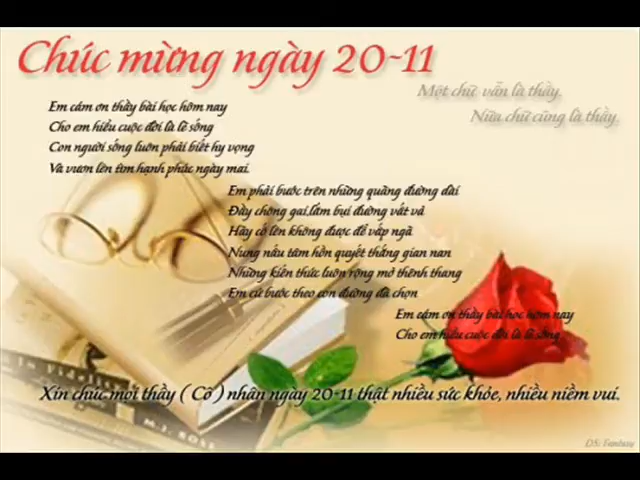 Chúc mừng ngày 20-11
Một chữ vẫn là thầy.
Nữa chữ cũng là thầy.
Em cám ơn thầy bài học hôm nay
Cho em hiểu cuộc đời là lẽ sống
Con người sống luôn phải biết hy vọng
Và vươn lên tìm hạnh phúc ngày mai.
Em phải bước trên những quãng đường dài
Đầy chông gai,lấm bụi đường vất vả
Hãy cố lên không được để vấp ngã
Nung nấu tâm hồn quyết thắng gian nan
Những kiến thức luôn rộng mở thênh thang
Em cứ bước theo con đường đã chọn
Em cám ơn thầy bài học hôm nay
Cho em hiểu cuộc đời là lẽ sống
Xin chúc mọi thầy ( Cô ) nhân ngày 20-11 thật nhiều sức khỏe, nhiều niềm vui.
M.J. ROSE
DS: Fantasy